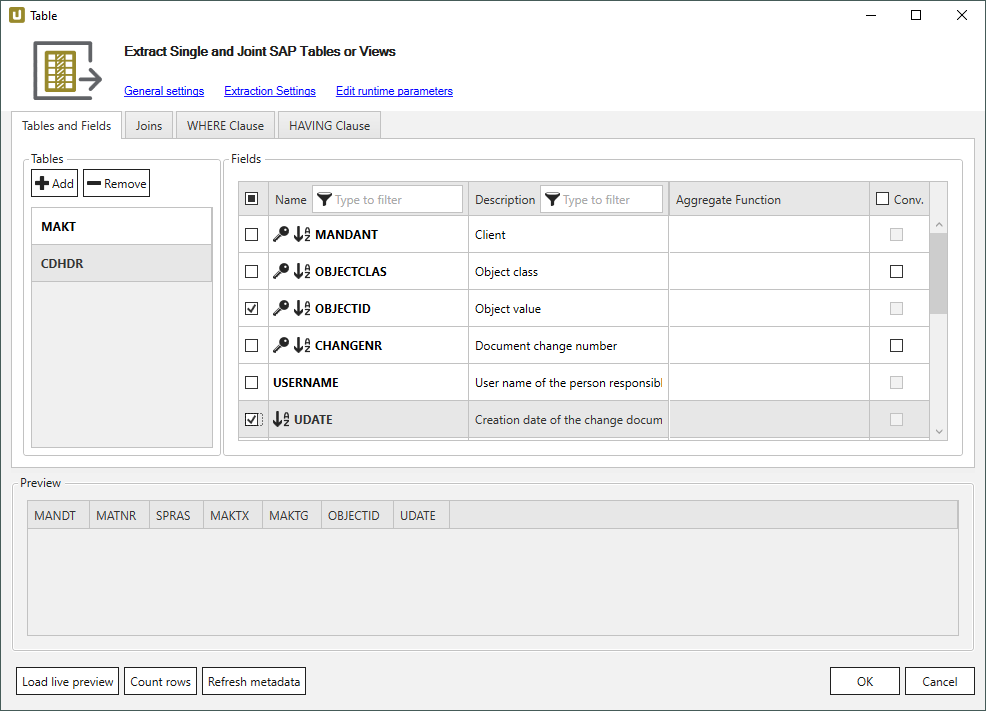 Table
Extract Single and Joint SAP Tables or Views
General settings Extraction Settings Edit runtime parameters
Tables and Fields Joins WHERE Clause HAVING Clause
Tables
Add Remove
MAKT
CDHDR
Fields
Name Type to filter Description Type to filter Aggregate Function Conv.
MANDANT Client
OBJECTCLAS Object class
OBJECTID Object value
CHANGENR Document change number
USERNAME User name of the person responsibl
UDATE Creation date of the change docum
Preview
MANDT MATNR SPRAS MAKTX MAKTG OBJECTID UDATE
Load live preview Count rows Refresh metadata OK Cancel